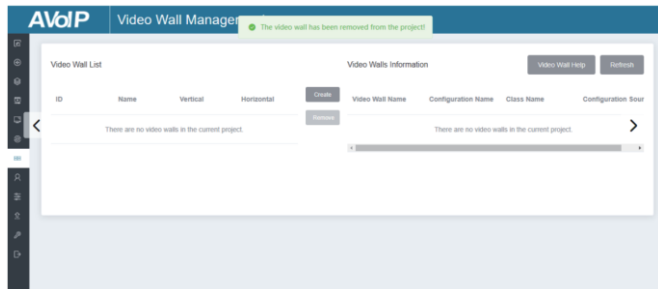 AVoIP
Video Wall Manager
The video wall has been removed from the project!
Video Wall List
ID Name Vertical Horizontal
There are no video walls in the current project.
Create
Remove
Video Walls Information
Video Wall Help
Refresh
Video Wall Name Configuration Name Class Name Configuration Sour
There are no video walls in the current project.